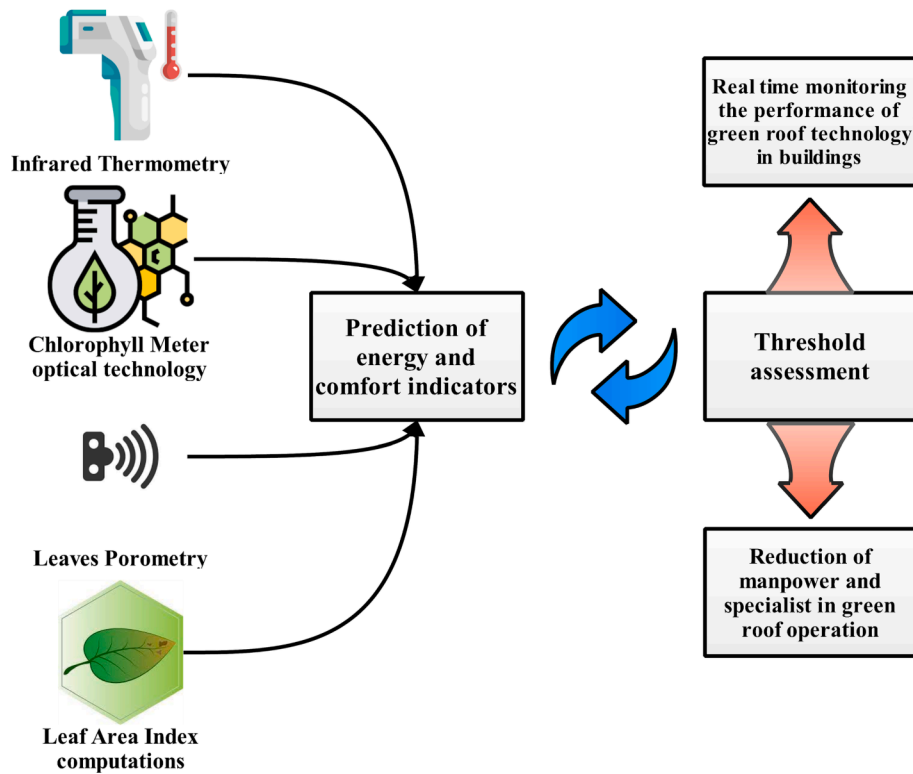 Infrared Thermometry
Chlorophyll Meter
optical technology
Leaves Porometry
Leaf Area Index
computations
Prediction of
energy and
comfort indicators
Real time monitoring
the performance of
green roof technology
in buildings
Threshold
assessment
Reduction of
manpower and
specialist in green
roof operation